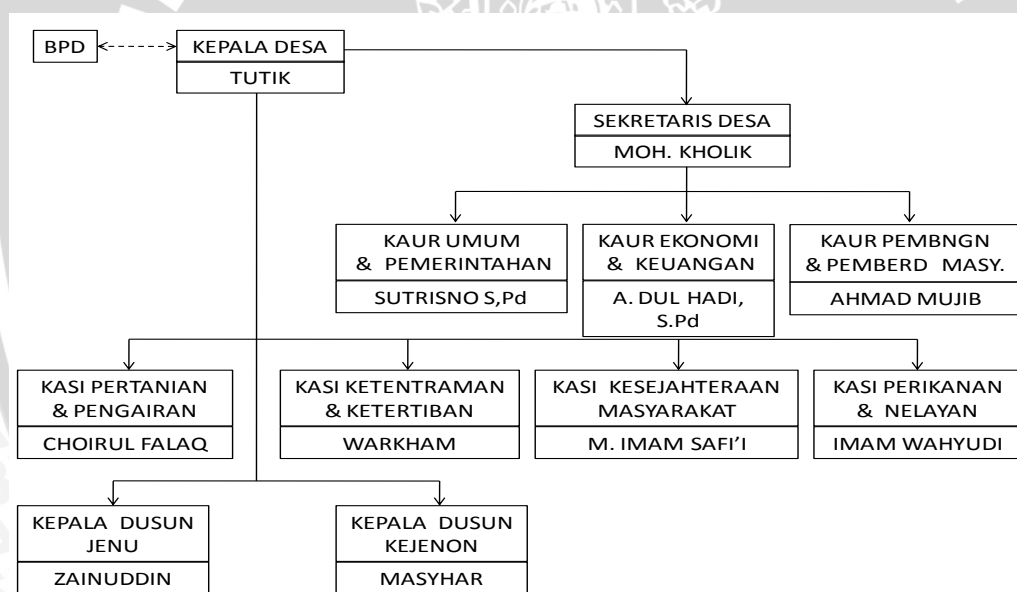 BPD
KEPALA DESA
TUTIK
SEKRETARIS DESA
MOH. KHOLIK
KAUR UMUM
& PEMERINTAHAN
SUTRISNO S,Pd
KAUR EKONOMI
& KEUANGAN
A. DUL HADI,
S.Pd
KAUR PEMBNGN
& PEMBERD MASY.
AHMAD MUJIB
KASI PERTANIAN
& PENGAIRAN
CHOIRUL FALAQ
KASI KETENTRAMAN
& KETERTIBAN
WARKHAM
KASI KESEJAHTERAAN
MASYARAKAT
M. IMAM SAFI'I
KASI PERIKANAN
& NELAYAN
IMAM WAHYUDI
KEPALA DUSUN
JENU
ZAINUDDIN
KEPALA DUSUN
KEJENON
MASYHAR